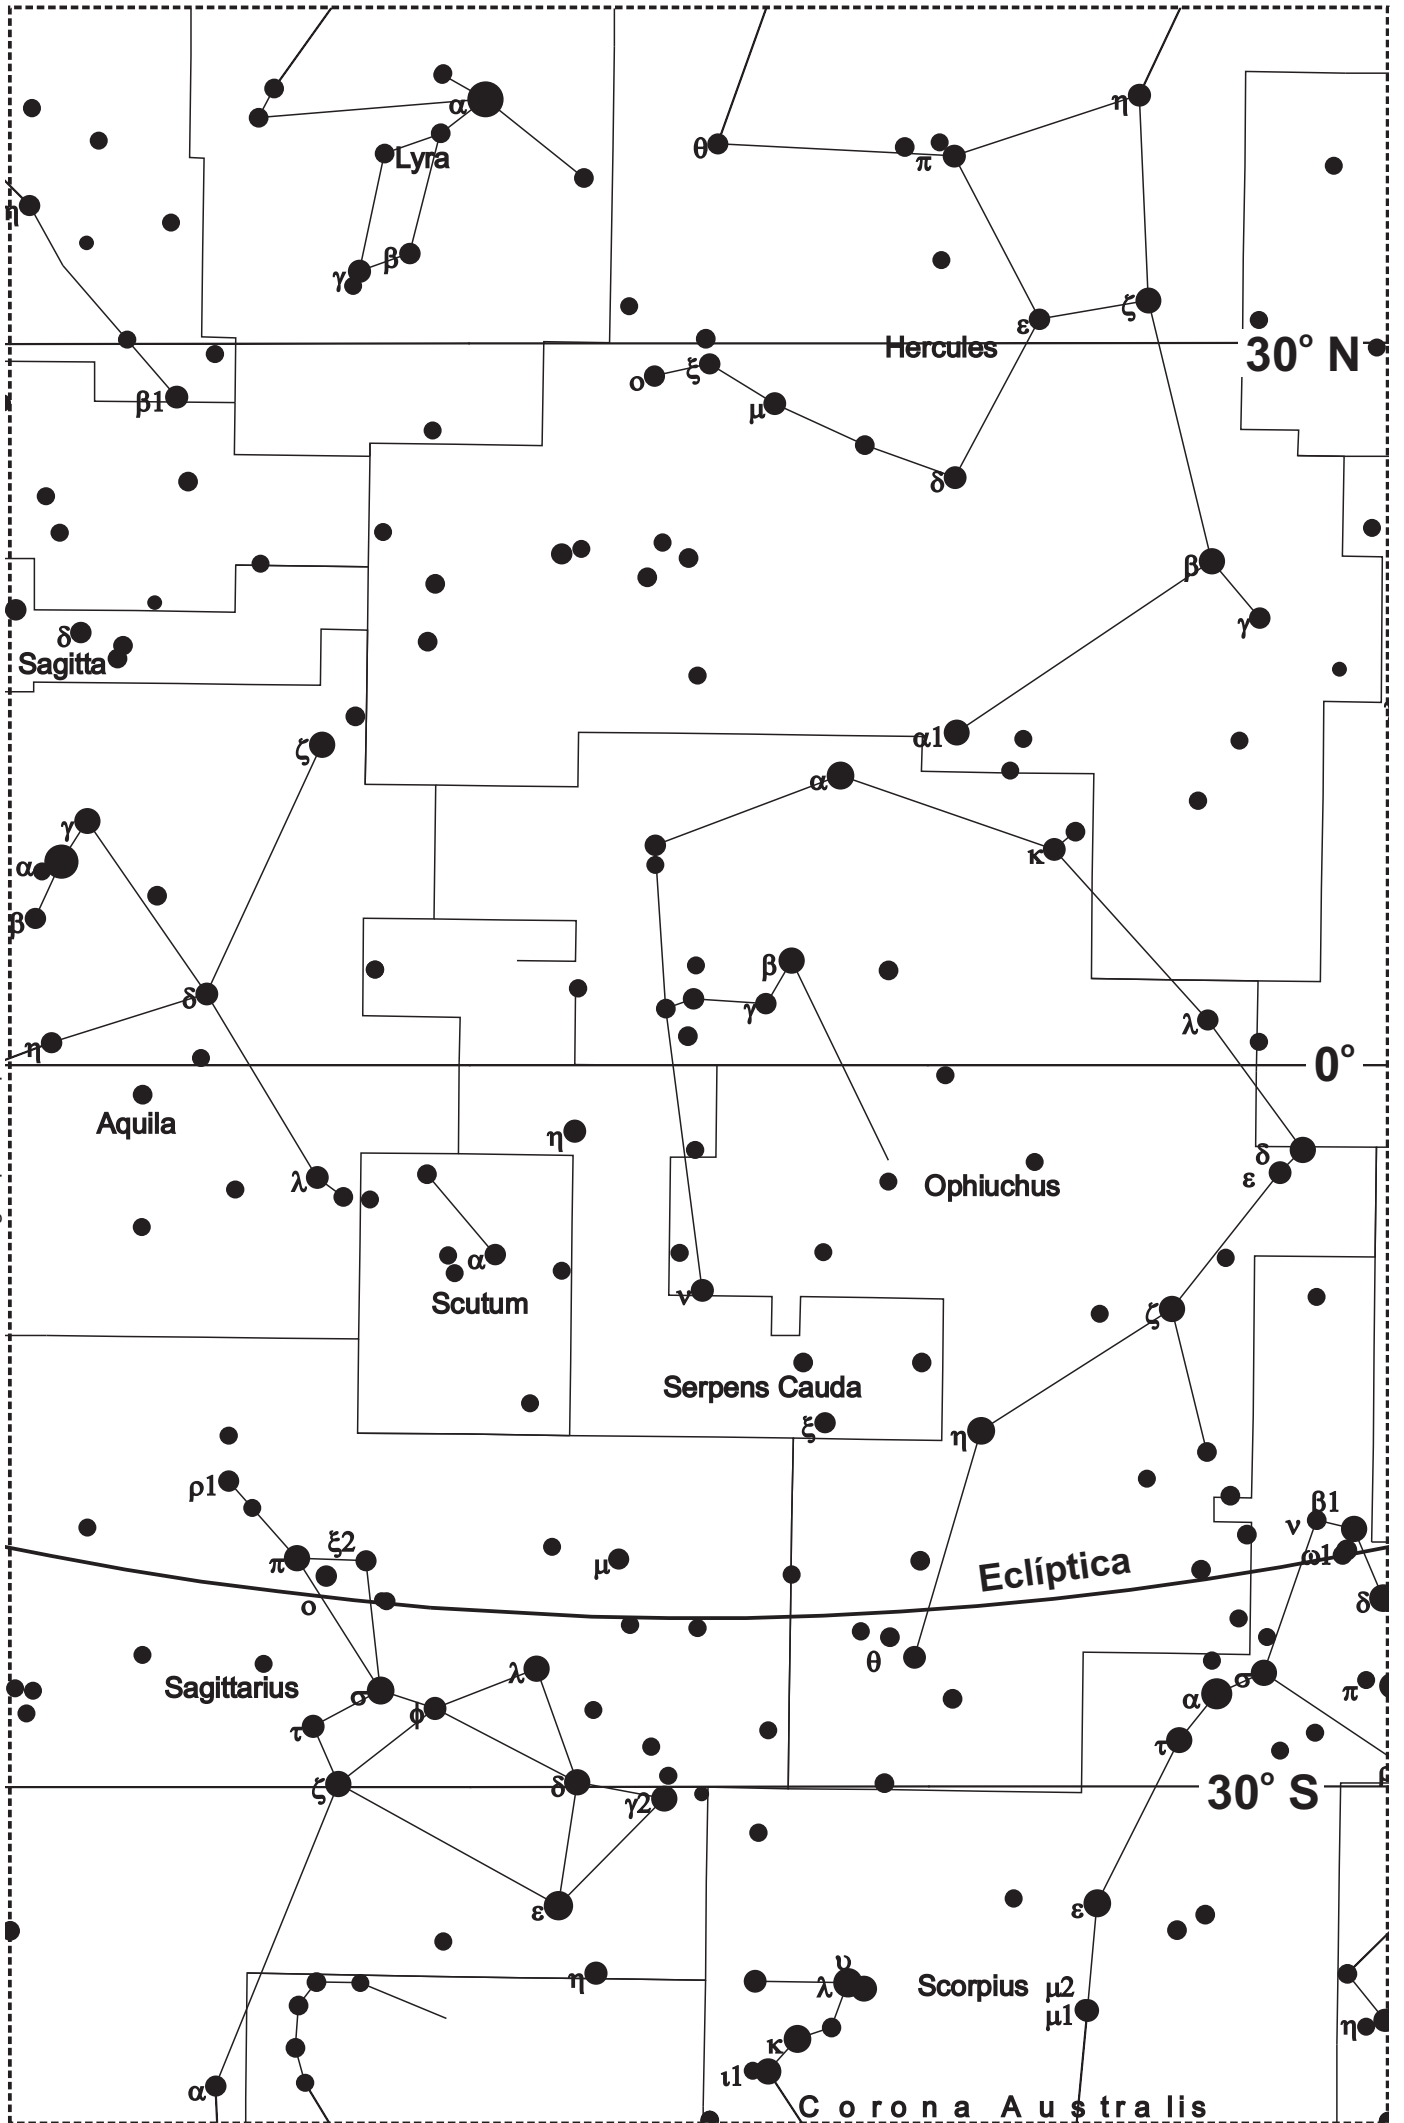 α
η
θ
π
Lyra
η
β
γ
ζ
ε
Hercules
30° N
ο
ξ
β1
μ
δ
β
γ
δ
Sagitta
α1
ζ
α
γ
κ
α
β
β
δ
γ
λ
η
0°
Aquila
η
δ
λ
ε
Ophiuchus
α
ν
Scutum
ζ
Serpens Cauda
ξ
η
ρ1
β1
ν
ξ2
π
μ
ω1
Eclíptica
ο
δ
θ
λ
σ
Sagittarius
σ
π
α
φ
τ
τ
ζ
δ
30° S
γ2
ε
ε
υ
η
λ
Scorpius
μ2
μ1
κ
η
ι1
α
Corona Australis